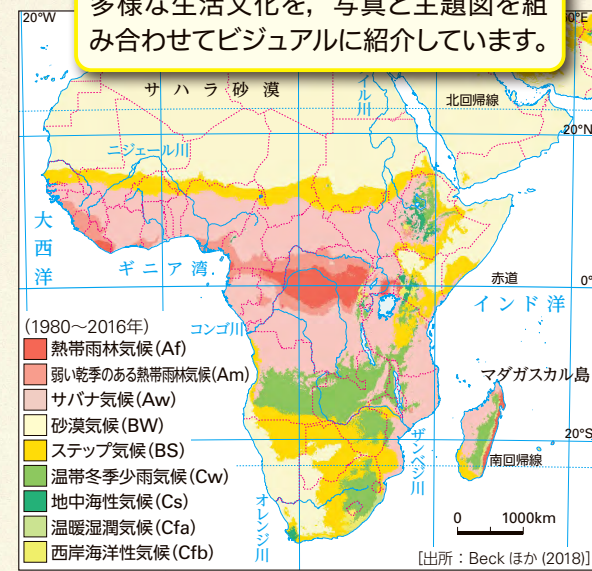 多様な生活文化を，写真と主題図を組
み合わせてビジュアルに紹介しています。
20°W
サハラ砂漠
イル川
北回帰線
20°N
ニジェール川
大西洋
ギニア湾
赤道
0°
インド洋
(1980～2016年)
コンゴ川
熱帯雨林気候(Af)
弱い乾季のある熱帯雨林気候(Am)
マダガスカル島
サバナ気候(Aw)
砂漠気候(BW)
ステップ気候(BS)
ザンベジ川
20°S
南回帰線
温帯冬季少雨気候(Cw)
地中海性気候(Cs)
オレンジ川
温暖湿潤気候(Cfa)
0 1000km
西岸海洋性気候(Cfb)
[出所：Beck ほか (2018)]